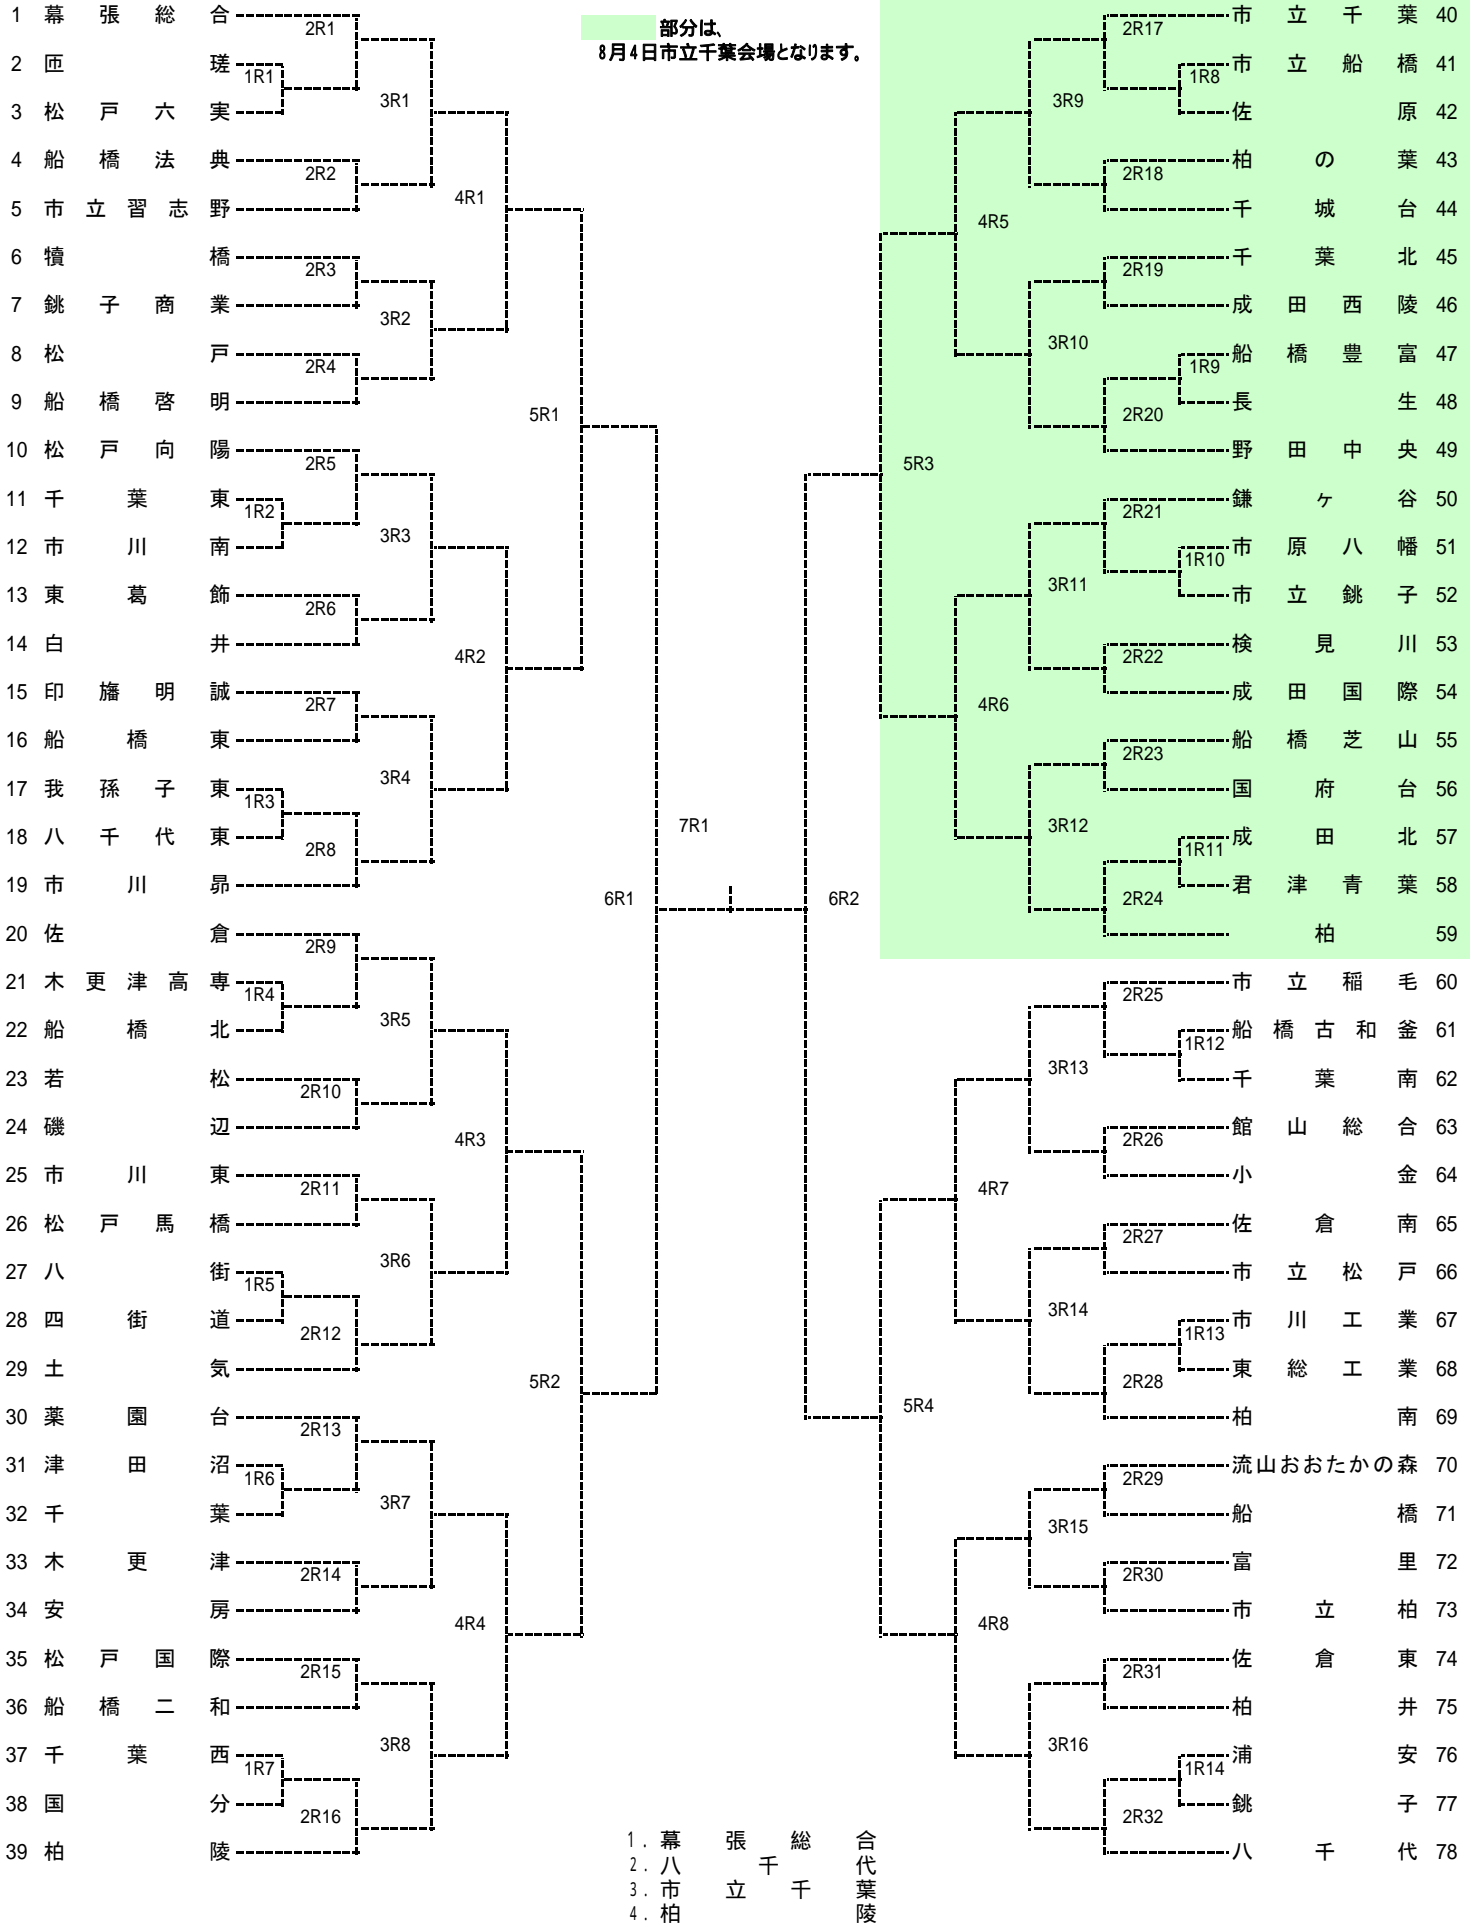 部分は、
8月4日市立千葉会場となります。
1 幕張総合
2 匝瑳
3 松戸六実
4 船橋法典
5 市立習志野
6 犢橋
7 銚子商業
8 松戸
9 船橋啓明
10 松戸向陽
11 千葉東
12 市川南
13 東葛飾
14 白井
15 印旛明誠
16 船橋東
17 我孫子東
18 八千代東
19 市川昴
20 佐倉
21 木更津高専
22 船橋北
23 若松
24 磯辺
25 市川東
26 松戸馬橋
27 八街
28 四街道
29 土気
30 薬園台
31 津田沼
32 千葉
33 木更津
34 安房
35 松戸国際
36 船橋二和
37 千葉西
38 国分
39 柏陵
1R1
1R2
1R3
1R4
1R5
1R6
1R7
2R1
2R2
2R3
2R4
2R5
2R6
2R7
2R8
2R9
2R10
2R11
2R12
2R13
2R14
2R15
2R16
3R1
3R2
3R3
3R4
3R5
3R6
3R7
3R8
4R1
4R2
4R3
4R4
5R1
5R2
6R1
7R1
6R2
5R3
5R4
4R5
4R6
4R7
4R8
3R9
3R10
3R11
3R12
3R13
3R14
3R15
3R16
2R17
2R18
2R19
2R20
2R21
2R22
2R23
2R24
2R25
2R26
2R27
2R28
2R29
2R30
2R31
2R32
1R8
1R9
1R10
1R11
1R12
1R13
1R14
市立千葉 40
市立船橋 41
佐原 42
柏の葉 43
千城台 44
千葉北 45
成田西陵 46
船橋豊富 47
長生 48
野田中央 49
鎌ヶ谷 50
市原八幡 51
市立銚子 52
検見川 53
成田国際 54
船橋芝山 55
国府台 56
成田北 57
君津青葉 58
柏 59
市立稲毛 60
船橋古和釜 61
千葉南 62
館山総合 63
小金 64
佐倉南 65
市立松戸 66
市川工業 67
東総工業 68
柏南 69
流山おおたかの森 70
船橋 71
富里 72
市立柏 73
佐倉東 74
柏井 75
浦安 76
銚子 77
八千代 78
1. 幕張総合
2. 八千代
3. 市立千葉
4. 柏陵